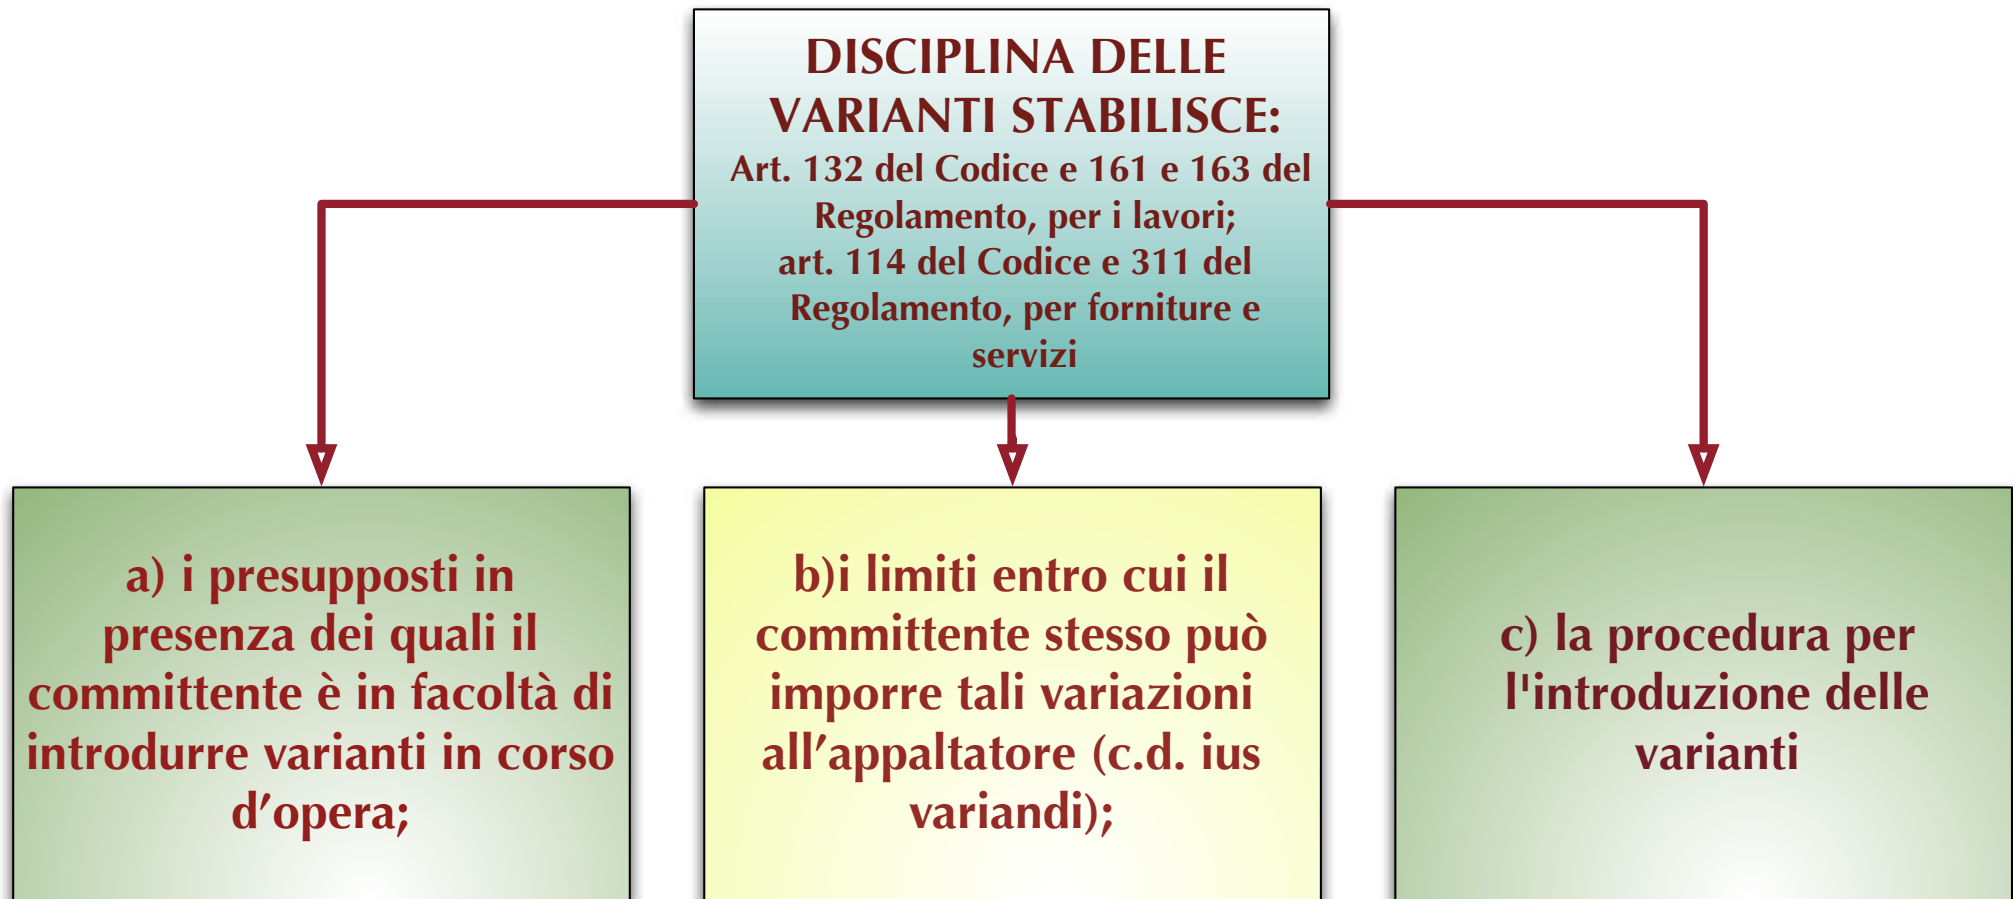 DISCIPLINA DELLE
VARIANTI STABILISCE:
Art. 132 del Codice e 161 e 163 del
Regolamento, per i lavori;
art. 114 del Codice e 311 del
Regolamento, per forniture e
servizi
a) i presupposti in
presenza dei quali il
committente è in facoltà di
introdurre varianti in corso
d’opera;
b)i limiti entro cui il
committente stesso può
imporre tali variazioni
all’appaltatore (c.d. ius
variandi);
c) la procedura per
l'introduzione delle
varianti